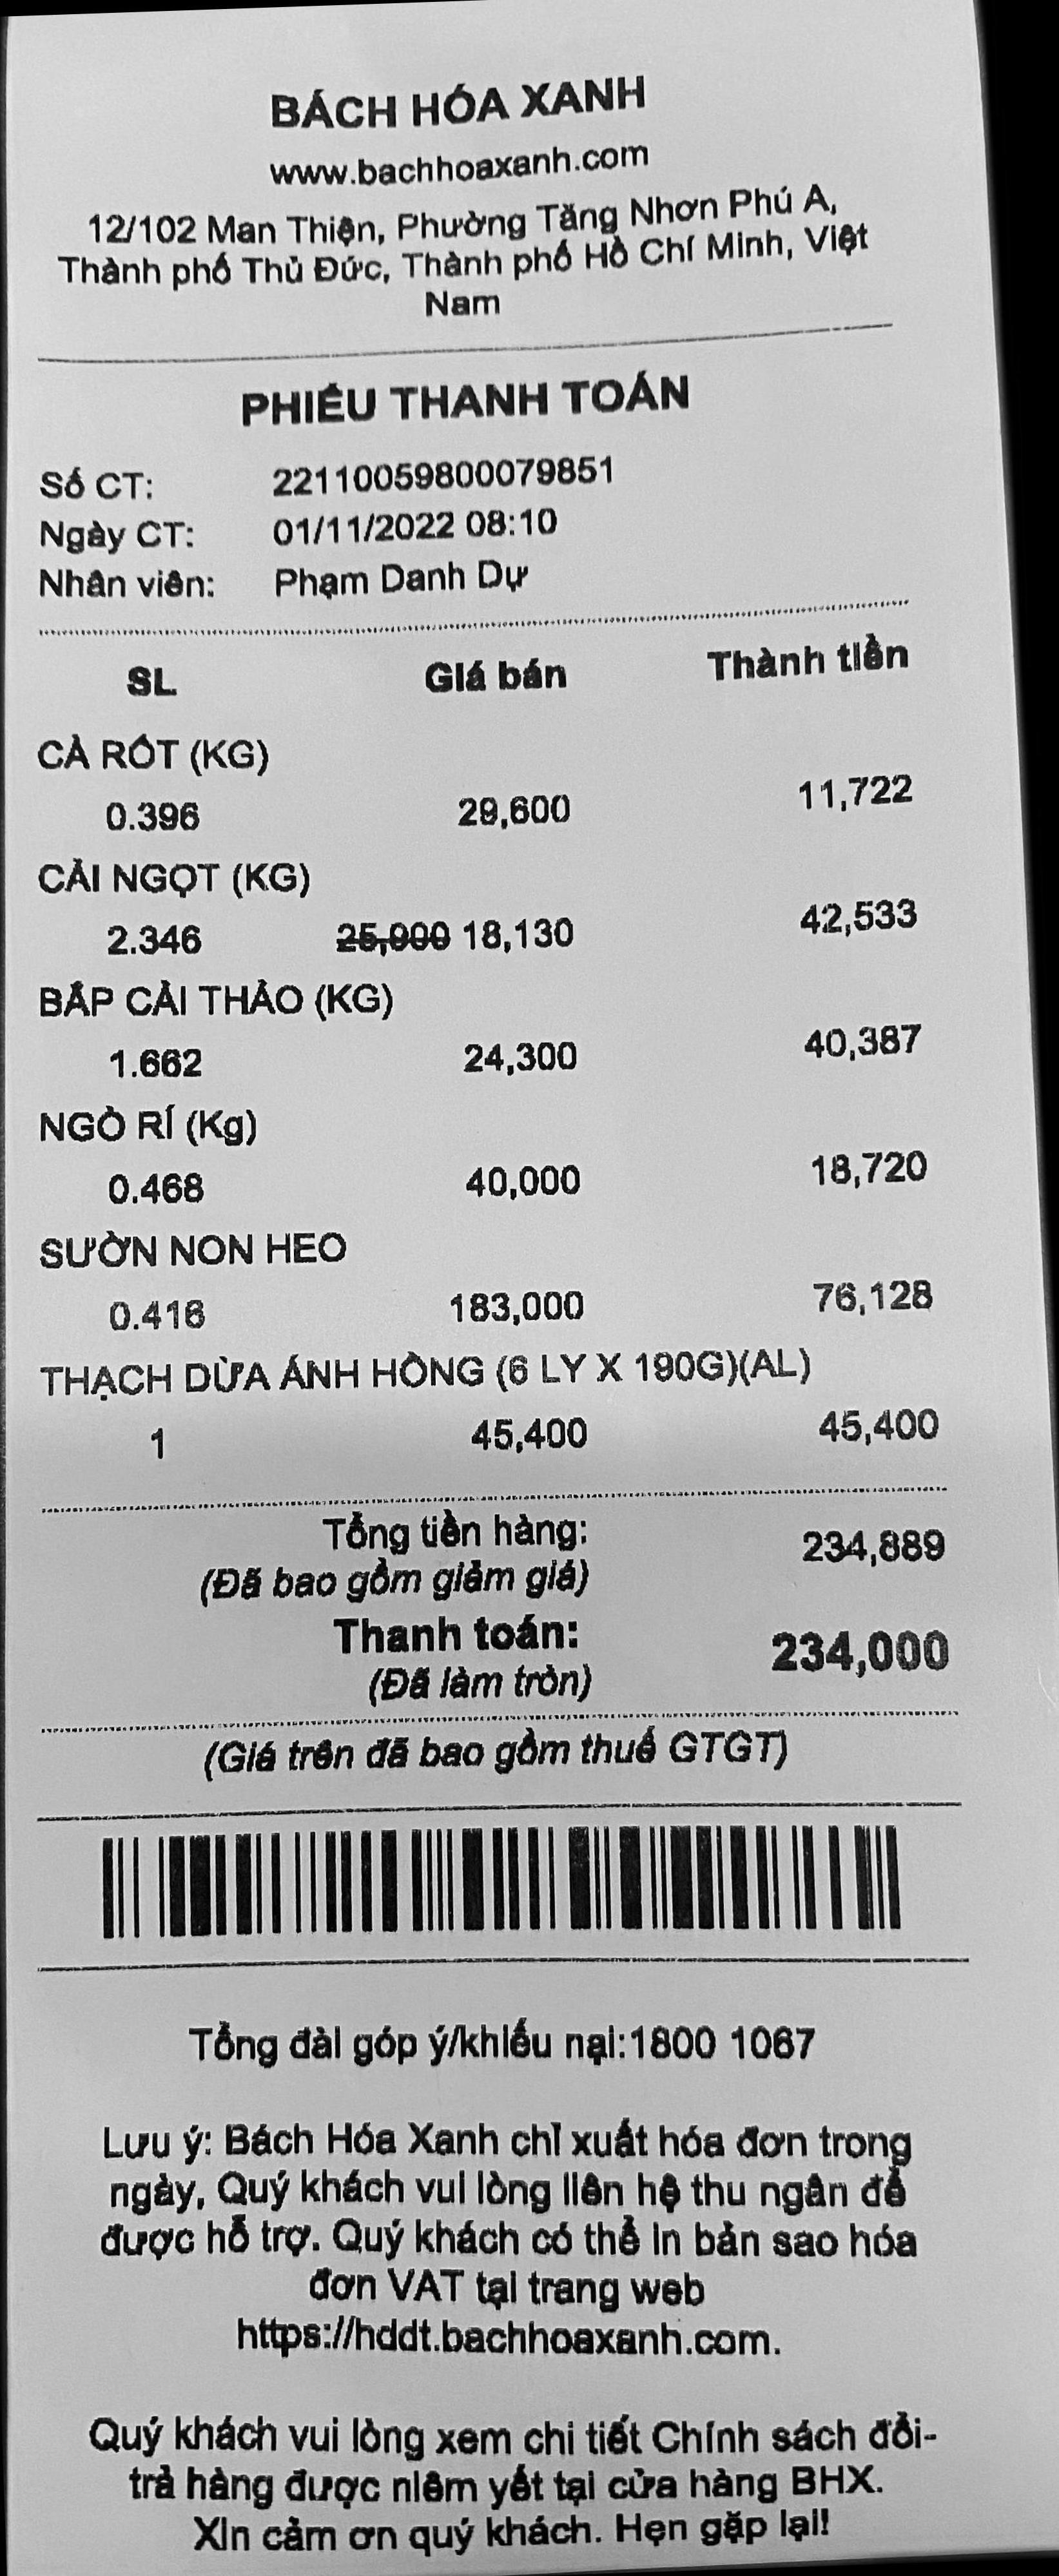 BÁCH HÓA XANH
www.bachhoaxanh.com
12/102 Man Thiện, Phường Tăng Nhơn Phú A,
Thành phố Thủ Đức, Thành phố Hồ Chí Minh, Việt
Nam
PHIẾU THANH TOÁN
Số CT: 22110059800079851
Ngày CT: 01/11/2022 08:10
Nhân viên: Phạm Danh Dự
SL Giá bán Thành tiền
CÀ RỐT (KG)
0.396 29,600 11,722
CẢI NGỌT (KG)
2.346 25,900 18,130 42,533
BẮP CẢI THẢO (KG)
1.662 24,300 40,387
NGÒ RÍ (Kg)
0.468 40,000 18,720
SƯỜN NON HEO
0.416 183,000 76,128
THẠCH DỪA ÁNH HỒNG (6 LY X 190G)(AL)
1 45,400 45,400
Tổng tiền hàng: 234,889
(Đã bao gồm giảm giá)
Thanh toán: 234,000
(Đã làm tròn)
(Giá trên đã bao gồm thuế GTGT)
Tổng đài góp ý/khiếu nại:1800 1067
Lưu ý: Bách Hóa Xanh chỉ xuất hóa đơn trong
ngày, Quý khách vui lòng liên hệ thu ngân để
được hỗ trợ. Quý khách có thể in bản sao hóa
đơn VAT tại trang web
https://hddt.bachhoaxanh.com.
Quý khách vui lòng xem chi tiết Chính sách đổi-
trả hàng được niêm yết tại cửa hàng BHX.
Xin cảm ơn quý khách. Hẹn gặp lại!